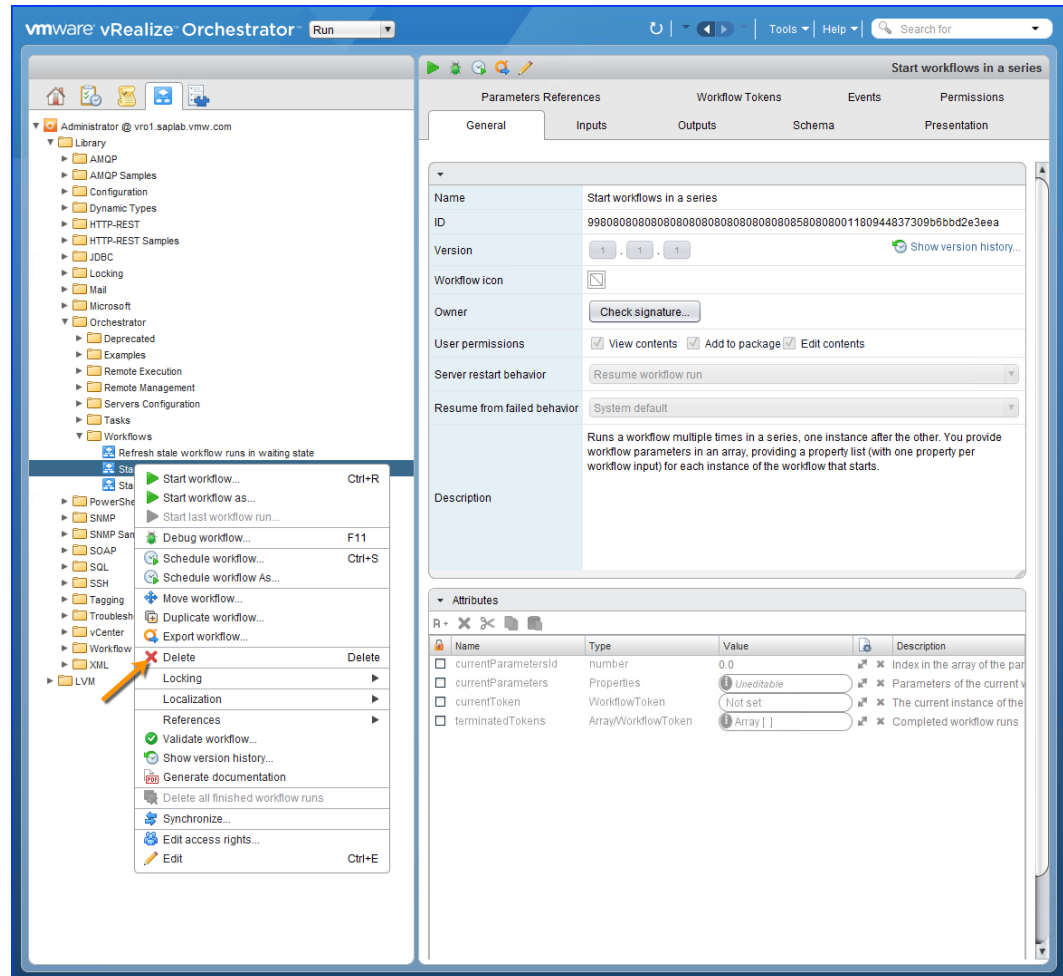 vmware vRealize Orchestrator Run Tools Help Search for
Start workflows in a series
Administrator @ vro1.saplab.vmw.com
Library
AMQP
AMQP Samples
Configuration
Dynamic Types
HTTP-REST
HTTP-REST Samples
JDBC
Locking
Mail
Microsoft
Orchestrator
Deprecated
Examples
Remote Execution
Remote Management
Servers Configuration
Tasks
Workflows
Refresh stale workflow runs in waiting state
Sta
Sta
PowerShe
SNMP
SNMP Sam
SOAP
SQL
SSH
Tagging
Troublesh
vCenter
Workflow
XML
LVM
Start workflow... Ctrl+R
Start workflow as...
Start last workflow run...
Debug workflow... F11
Schedule workflow... Ctrl+S
Schedule workflow As...
Move workflow...
Duplicate workflow...
Export workflow...
Delete Delete
Locking
Localization
References
Validate workflow...
Show version history...
Generate documentation
Delete all finished workflow runs
Synchronize...
Edit access rights...
Edit Ctrl+E
Parameters References Workflow Tokens Events Permissions
General Inputs Outputs Schema Presentation
Name Start workflows in a series
ID
Version 1 . 1 . 1 Show version history...
Workflow icon
Owner Check signature...
User permissions View contents Add to package Edit contents
Server restart behavior Resume workflow run
Resume from failed behavior System default
Runs a workflow multiple times in a series, one instance after the other. You provide
workflow parameters in an array, providing a property list (with one property per
workflow input) for each instance of the workflow that starts.
Description
Attributes
Name Type Value Description
currentParametersId number 0.0 Index in the array of the par
currentParameters Properties Uneditable Parameters of the current
currentToken WorkflowToken Not set The current instance of the
terminatedTokens Array/WorkflowToken Array [ ] Completed workflow runs